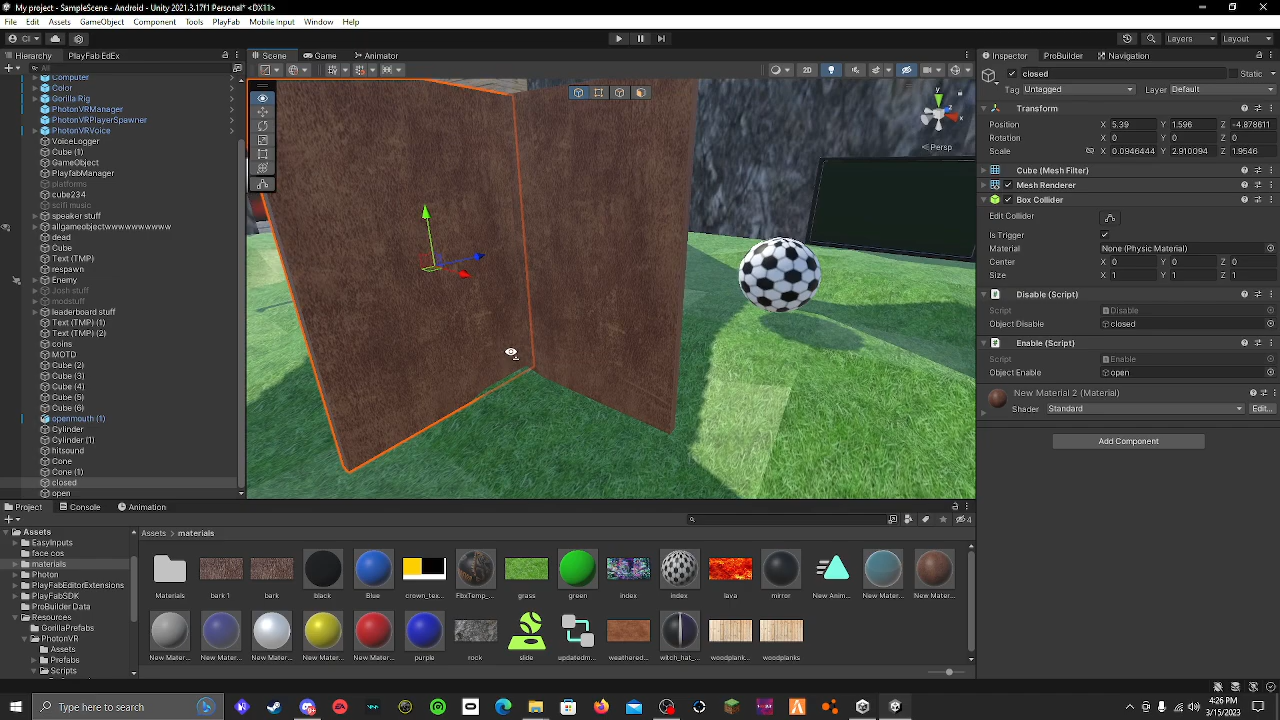 My project - SampleScene - Android - Unity 2021.3.17f1 Personal* <DX11>
File Edit Assets GameObject Component Tools PlayFab Mobile Input Window Help
CI
Layers Layout
Hierarchy PlayFab EdEx
Scene Game Animator
Inspector ProBuilder Navigation
All
2D
Persp
y
x
z
Computer
Color
Gorilla Rig
PhotonVRManager
PhotonVRPlayerSpawner
PhotonVRVoice
VoiceLogger
Cube (1)
GameObject
PlayfabManager
platforms
cube234
scifi music
speaker stuff
allgameobjectwwwwwwwwww
dead
Cube
Text (TMP)
respawn
Enemy
Josh stuff
modstuff
leaderboard stuff
Text (TMP) (1)
Text (TMP) (2)
coins
MOTD
Cube (2)
Cube (3)
Cube (4)
Cube (5)
Cube (6)
openmouth (1)
Cylinder
Cylinder (1)
hitsound
Cone
Cone (1)
closed
open
closed Static
Tag Untagged Layer Default
Transform
Position X 5.39 Y 1.596 Z -4.878611
Rotation X 0 Y 0 Z 0
Scale X 0.0946444 Y 2.910094 Z 1.9546
Cube (Mesh Filter)
Mesh Renderer
Box Collider
Edit Collider
Is Trigger
Material None (Physic Material)
Center X 0 Y 0 Z 0
Size X 1 Y 1 Z 1
Disable (Script)
Script Disable
Object Disable closed
Enable (Script)
Script Enable
Object Enable open
New Material 2 (Material)
Shader Standard Edit...
Add Component
Project Console Animation
4
Assets
EasyInputs
face cos
materials
Photon
PlayFabEditorExtensions
PlayFabSDK
ProBuilder Data
Resources
GorillePrefabs
PhotonVR
Assets
Prefabs
Scripts
Assets > materials
Materials bark 1 bark black Blue crown_tex... FbxTemp_... grass green index index lava mirror New Ani... New Mater... New Mater...
New Mater... New Mater... New Mater... New Mater... New Mater... purple rock slide updatedm... weathered... witch_hat_... woodplank... woodplanks
Type here to search
4:26 PM
3/15/2023